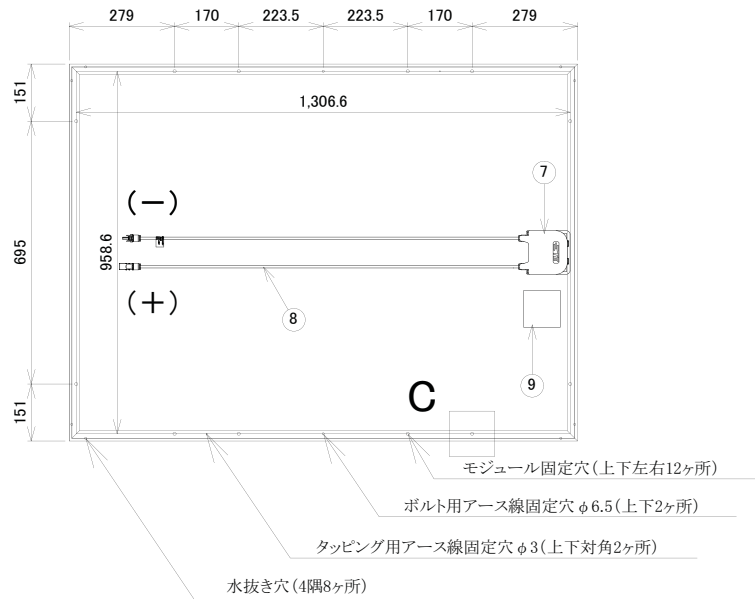 279 170 223.5 223.5 170 279
151
1,306.6
7
(－)
695
958.6
(＋)
8
9
C
151
モジュール固定穴(上下左右12ヶ所)
ボルト用アース線固定穴φ6.5(上下2ヶ所)
タッピング用アース線固定穴φ3(上下対角2ヶ所)
水抜き穴(4隅8ヶ所)